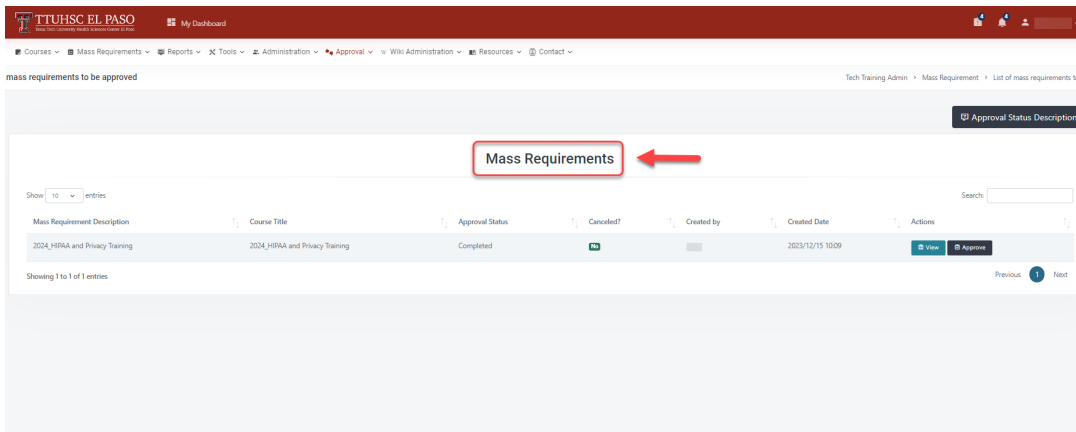 TTUHSC EL PASO
Texas Tech University Health Sciences Center El Paso
My Dashboard
4
4
Courses
Mass Requirements
Reports
Tools
Administration
Approval
Wiki Administration
Resources
Contact
mass requirements to be approved
Tech Training Admin > Mass Requirement > List of mass requirements t
Approval Status Description
Mass Requirements
Show 10 entries
Search:
Mass Requirement Description Course Title Approval Status Canceled? Created by Created Date Actions
2024_HIPAA and Privacy Training 2024_HIPAA and Privacy Training Completed No 2023/12/15 10:09 View Approve
Showing 1 to 1 of 1 entries
Previous 1 Next